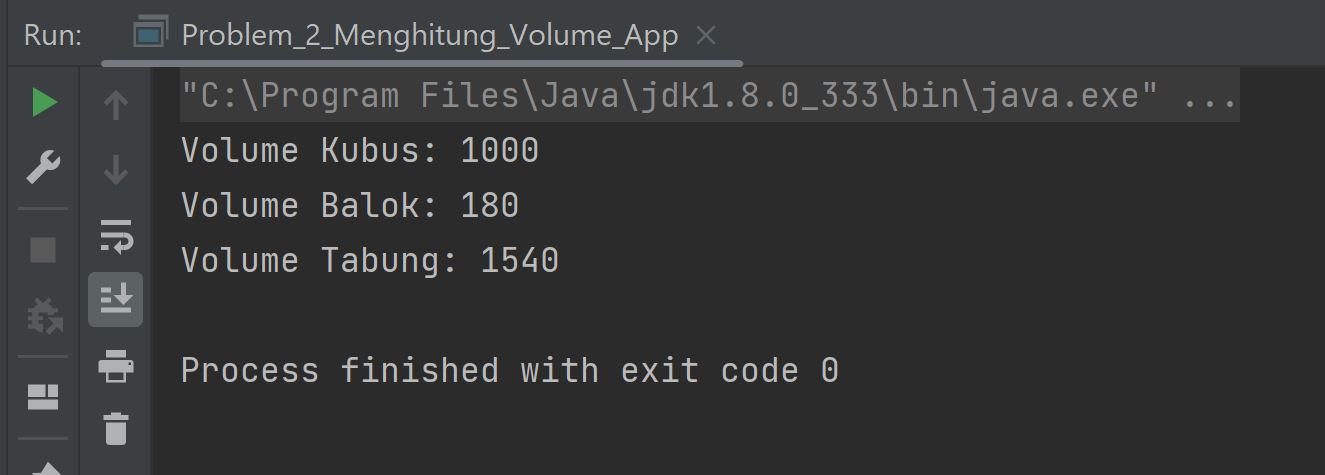 Run: Problem_2_Menghitung_Volume_App
"C:\Program Files\Java\jdk1.8.0_333\bin\java.exe" ...
Volume Kubus: 1000
Volume Balok: 180
Volume Tabung: 1540
Process finished with exit code 0